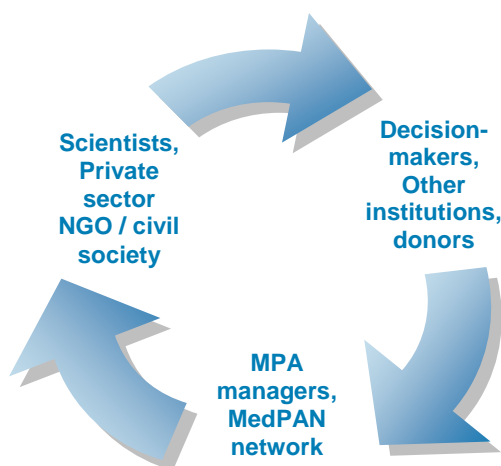 Scientists,
Private
sector
NGO / civil
society
Decision-
makers,
Other
institutions,
donors
MPA
managers,
MedPAN
network